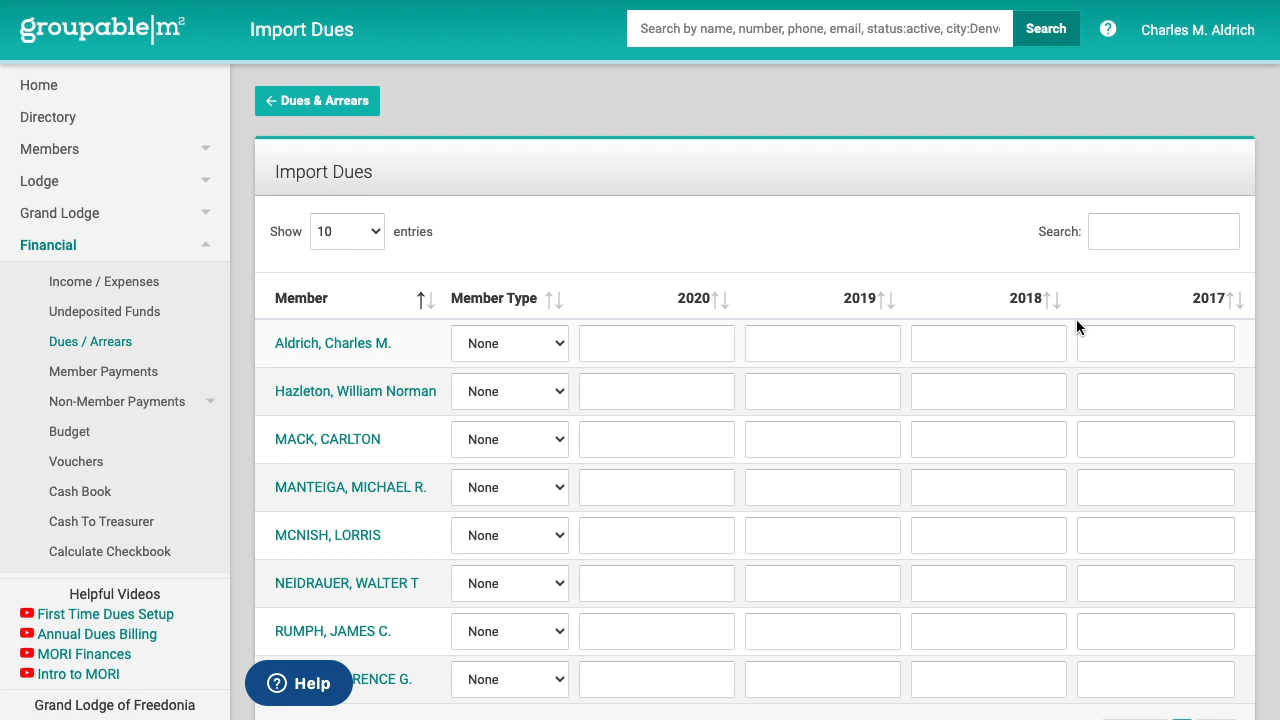 groupable|m²
Import Dues
Search by name, number, phone, email, status:active, city:Denv
Search
Charles M. Aldrich
Home
Directory
Members
Lodge
Grand Lodge
Financial
Income / Expenses
Undeposited Funds
Dues / Arrears
Member Payments
Non-Member Payments
Budget
Vouchers
Cash Book
Cash To Treasurer
Calculate Checkbook
Helpful Videos
First Time Dues Setup
Annual Dues Billing
MORI Finances
Intro to MORI
Grand Lodge of Freedonia
← Dues & Arrears
Import Dues
Show 10 entries
Search:
Member Member Type 2020 2019 2018 2017
Aldrich, Charles M. None
Hazleton, William Norman None
MACK, CARLTON None
MANTEIGA, MICHAEL R. None
MCNISH, LORRIS None
NEIDRAUER, WALTER T None
RUMPH, JAMES C. None
RENCE G. None
? Help